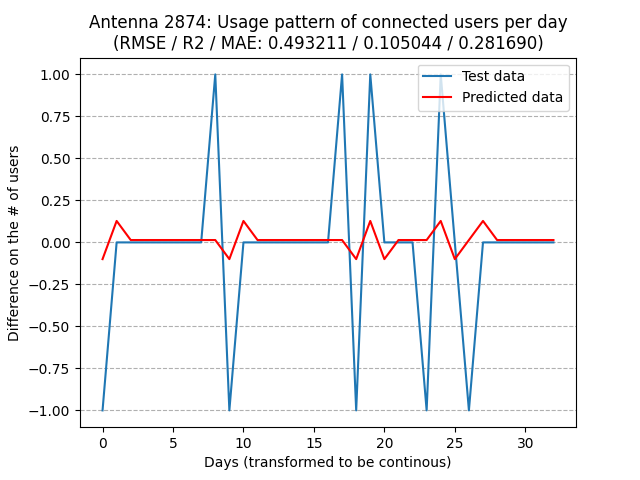 Antenna 2874: Usage pattern of connected users per day
(RMSE / R2 / MAE: 0.493211 / 0.105044 / 0.281690)
Test data
Predicted data
Difference on the # of users
1.00
0.75
0.50
0.25
0.00
−0.25
−0.50
−0.75
−1.00
0 5 10 15 20 25 30
Days (transformed to be continous)